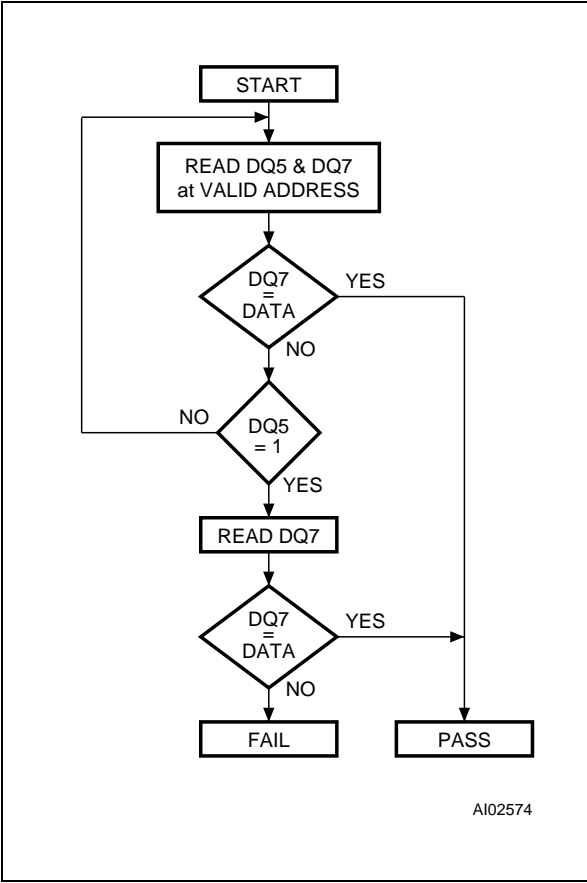 START
READ DQ5 & DQ7
at VALID ADDRESS
DQ7
=
DATA
YES
NO
NO
DQ5
= 1
YES
READ DQ7
DQ7
=
DATA
YES
NO
FAIL
PASS
AI02574